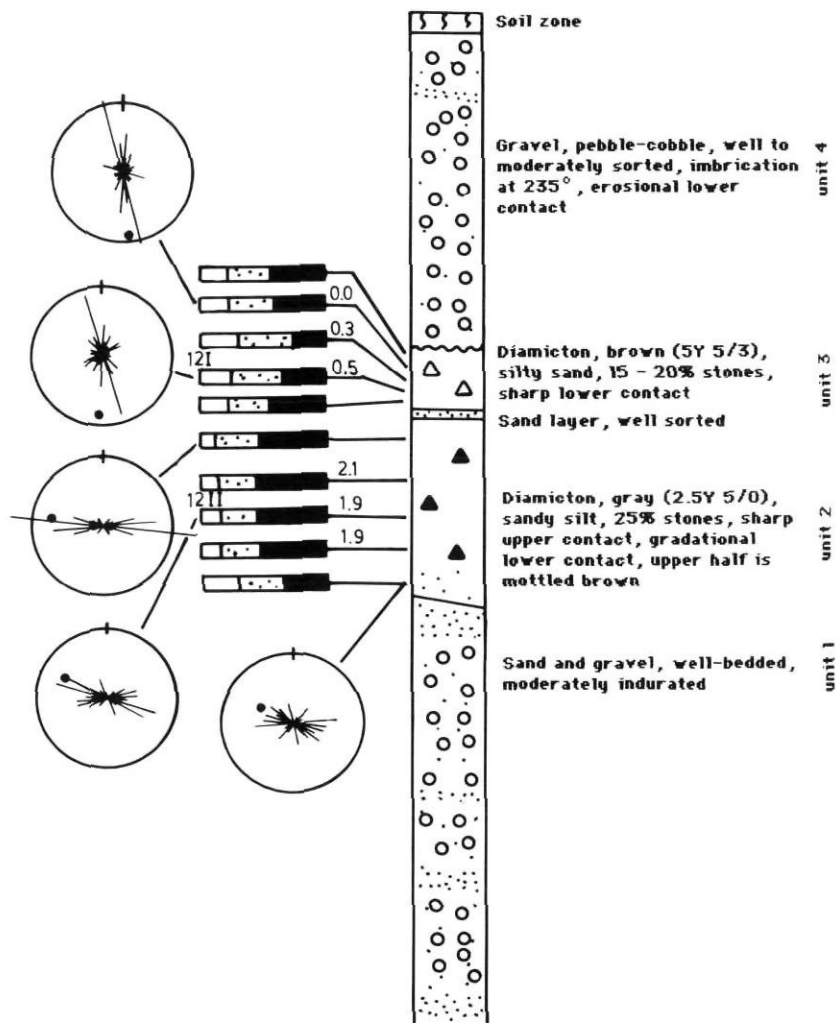 Soil zone
Gravel, pebble-cobble, well to
moderately sorted, imbrication
at 235°, erosional lower
contact
unit 4
0.0
0.3
12I
0.5
Diamicton, brown (5Y 5/3),
silty sand, 15 - 20% stones,
sharp lower contact
unit 3
Sand layer, well sorted
2.1
12II
1.9
1.9
Diamicton, gray (2.5Y 5/0),
sandy silt, 25% stones, sharp
upper contact, gradational
lower contact, upper half is
mottled brown
unit 2
Sand and gravel, well-bedded,
moderately indurated
unit 1